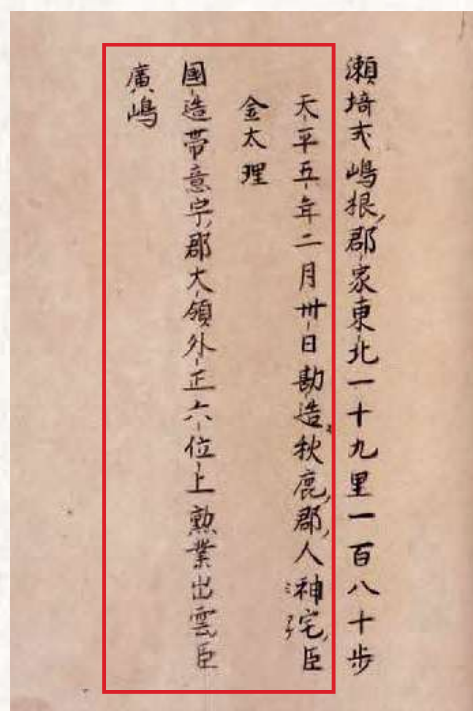 瀬埼戍嶋根郡家東北一十九里一百八十歩
天平五年二月卅日勘造秋鹿郡人神宅臣
金太理
國造帯意宇郡大領外正六位上勲業出雲臣
廣嶋